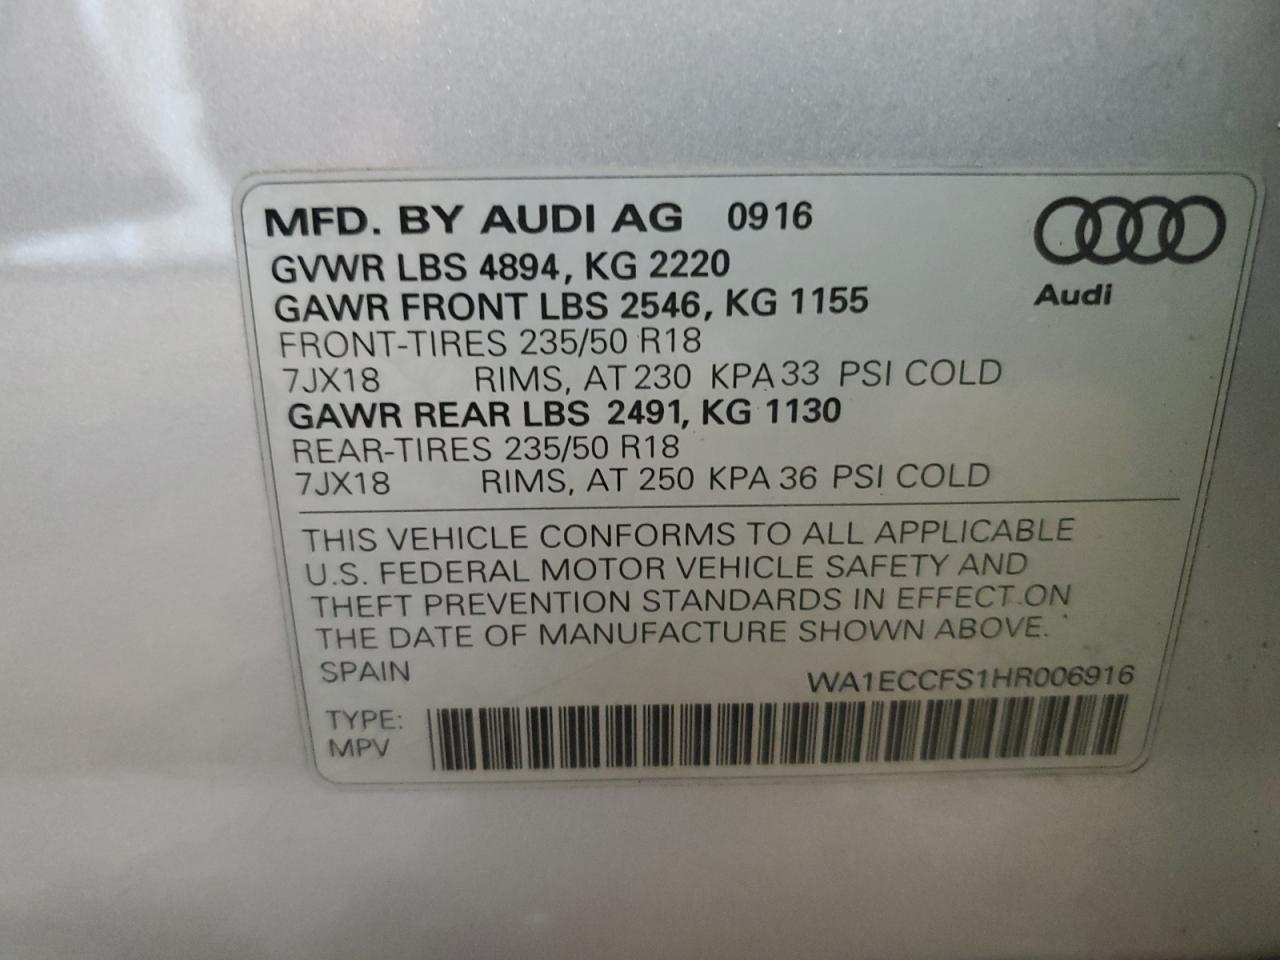 MFD. BY AUDI AG 0916
GVWR LBS 4894, KG 2220
GAWR FRONT LBS 2546, KG 1155
FRONT-TIRES 235/50 R18
7JX18 RIMS, AT 230 KPA 33 PSI COLD
GAWR REAR LBS 2491, KG 1130
REAR-TIRES 235/50 R18
7JX18 RIMS, AT 250 KPA 36 PSI COLD
Audi
THIS VEHICLE CONFORMS TO ALL APPLICABLE
U.S. FEDERAL MOTOR VEHICLE SAFETY AND
THEFT PREVENTION STANDARDS IN EFFECT ON
THE DATE OF MANUFACTURE SHOWN ABOVE.
SPAIN WA1ECCFS1HR006916
TYPE:
MPV